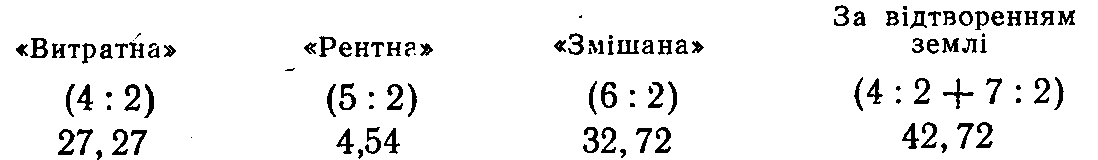 «Витратна» «Рентна» «Змішана» За відтворенням
землі
(4 : 2) (5 : 2) (6 : 2) (4 : 2 + 7 : 2)
27,27 4,54 32,72 42,72